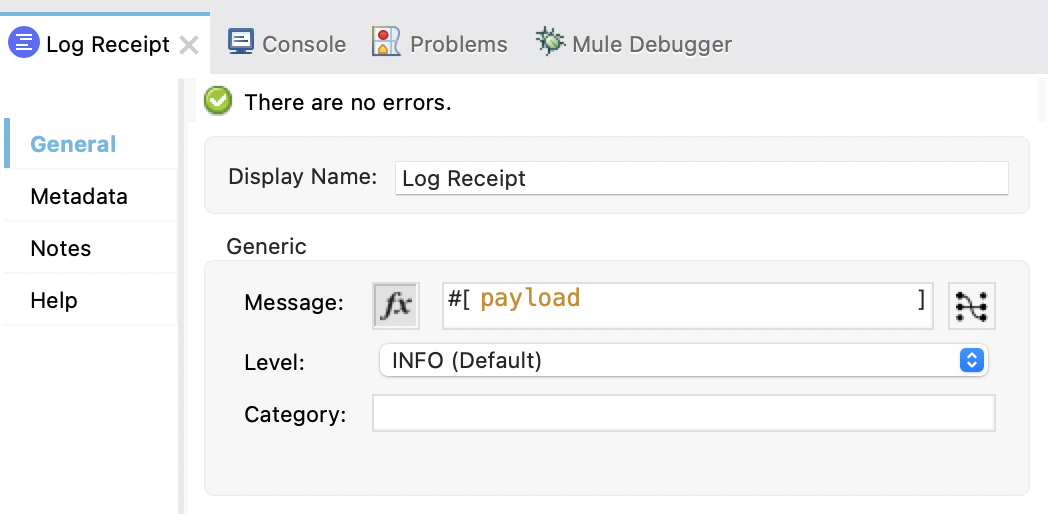 Log Receipt Console Problems Mule Debugger
There are no errors.
General
Metadata
Notes
Help
Display Name: Log Receipt
Generic
Message: fx #[ payload ]
Level: INFO (Default)
Category: